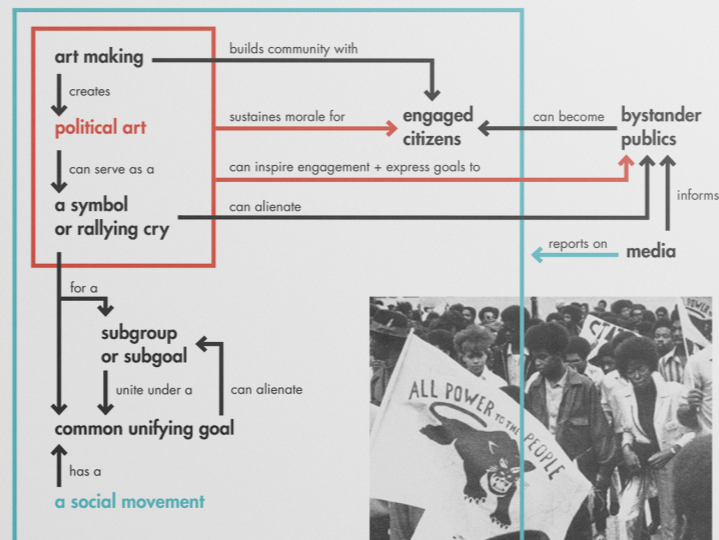 art making
builds community with
creates
political art
sustaines morale for
engaged
citizens
can become
bystander
publics
can serve as a
can inspire engagement + express goals to
a symbol
or rallying cry
can alienate
informs
reports on
media
for a
subgroup
or subgoal
unite under a
can alienate
common unifying goal
has a
a social movement
ALL POWER TO THE PEOPLE
POWER